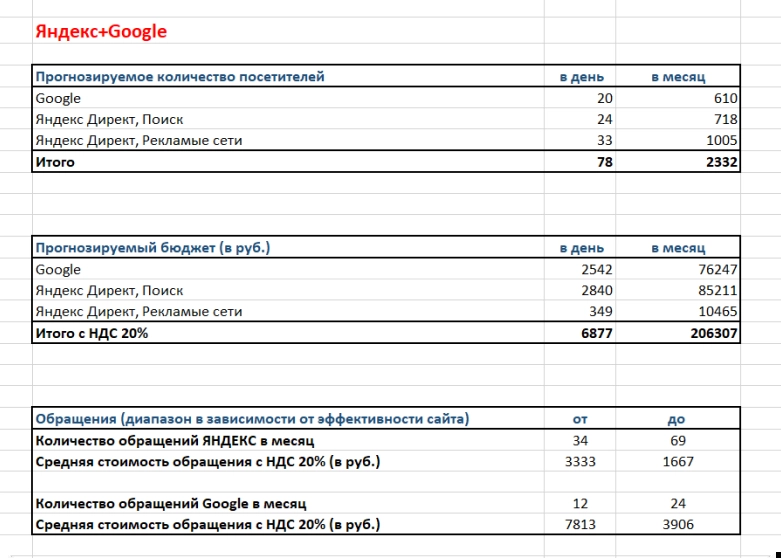 Яндекс+Google
Прогнозируемое количество посетителей в день в месяц
Google 20 610
Яндекс Директ, Поиск 24 718
Яндекс Директ, Рекламые сети 33 1005
Итого 78 2332
Прогнозируемый бюджет (в руб.) в день в месяц
Google 2542 76247
Яндекс Директ, Поиск 2840 85211
Яндекс Директ, Рекламые сети 349 10465
Итого с НДС 20% 6877 206307
Обращения (диапазон в зависимости от эффективности сайта) от до
Количество обращений ЯНДЕКС в месяц 34 69
Средняя стоимость обращения с НДС 20% (в руб.) 3333 1667
Количество обращений Google в месяц 12 24
Средняя стоимость обращения с НДС 20% (в руб.) 7813 3906